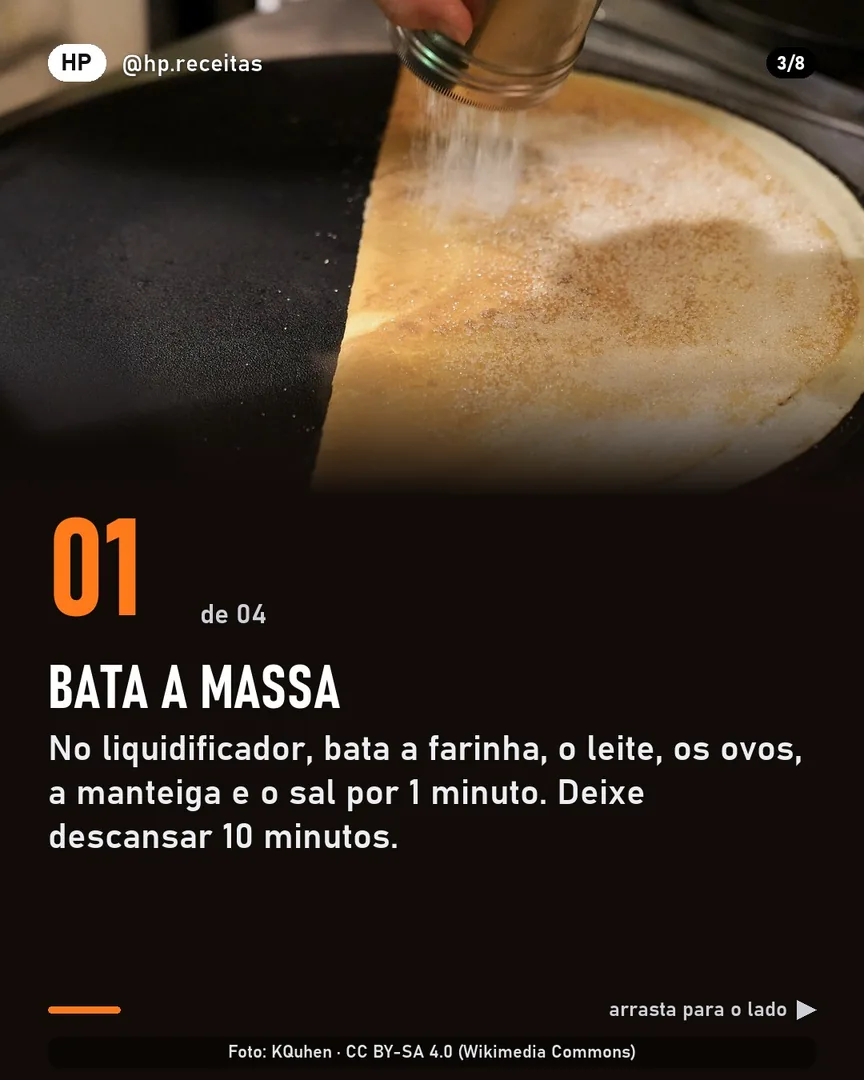 HP @hp.receitas 3/8
01 de 04
BATA A MASSA
No liquidificador, bata a farinha, o leite, os ovos,
a manteiga e o sal por 1 minuto. Deixe
descansar 10 minutos.
arrasta para o lado ▶
Foto: KQuhen · CC BY-SA 4.0 (Wikimedia Commons)